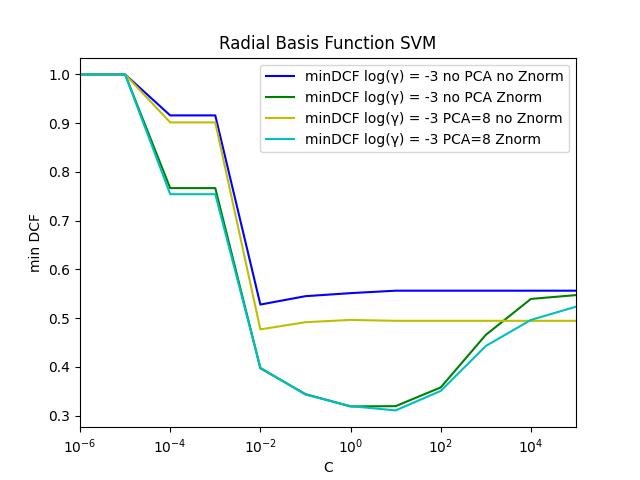 Radial Basis Function SVM
minDCF log(γ) = -3 no PCA no Znorm
minDCF log(γ) = -3 no PCA Znorm
minDCF log(γ) = -3 PCA=8 no Znorm
minDCF log(γ) = -3 PCA=8 Znorm
min DCF
1.0
0.9
0.8
0.7
0.6
0.5
0.4
0.3
10⁻⁶ 10⁻⁴ 10⁻² 10⁰ 10² 10⁴
C